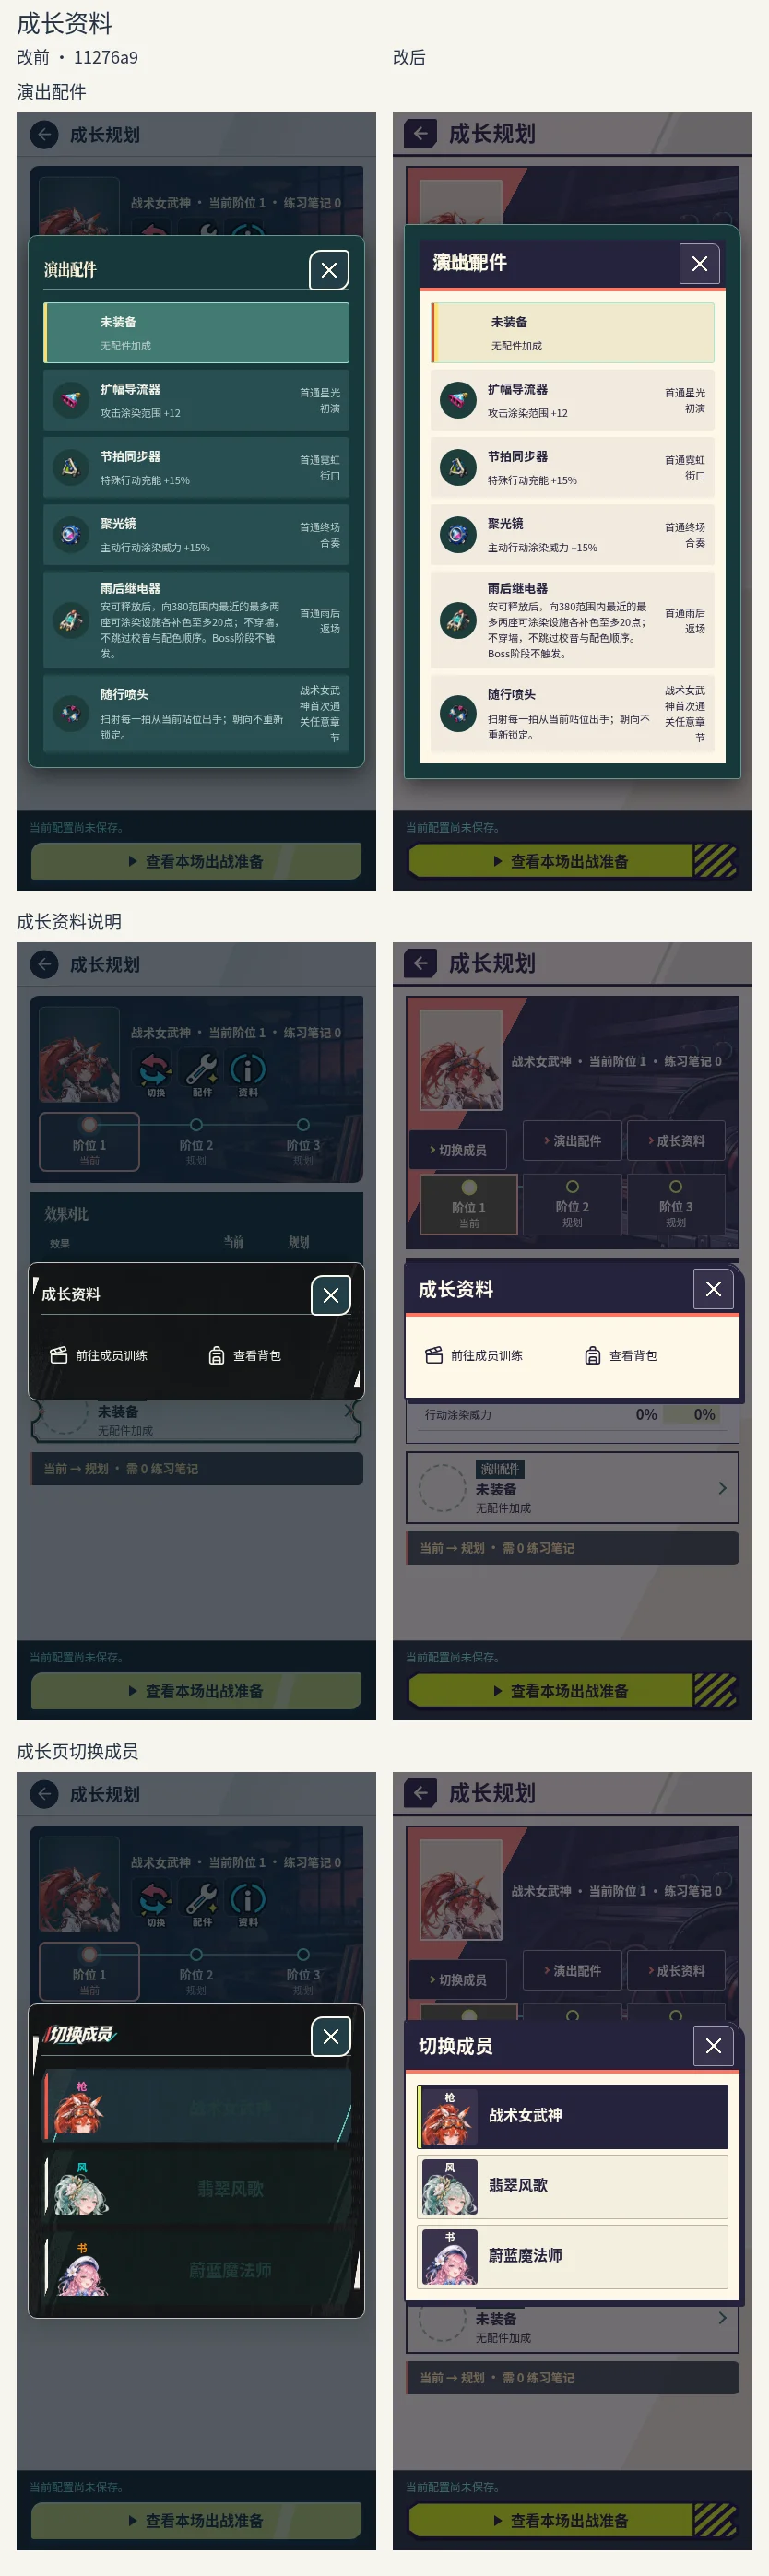 成长资料
改前 · 11276a9
改后
演出配件
成长规划
战术女武神 · 当前阶位 1 · 练习笔记 0
演出配件
未装备
无配件加成
扩幅导流器
攻击涂染范围 +12
首通星光
初演
节拍同步器
特殊行动充能 +15%
首通霓虹
街口
聚光镜
主动行动涂染威力 +15%
首通终场
合奏
雨后继电器
安可释放后，向380范围内最近的最多两
座可涂染设施各补色至多20点；不穿墙，
不跳过校音与配色顺序。Boss阶段不触
发。
首通雨后
返场
随行喷头
扫射每一拍从当前站位出手；朝向不重新
锁定。
战术女武
神首次通
关任意章
节
当前配置尚未保存。
查看本场出战准备
成长规划
演出配件
未装备
无配件加成
扩幅导流器
攻击涂染范围 +12
首通星光
初演
节拍同步器
特殊行动充能 +15%
首通霓虹
街口
聚光镜
主动行动涂染威力 +15%
首通终场
合奏
雨后继电器
安可释放后，向380范围内最近的最
多两座可涂染设施各补色至多20点；
不穿墙，不跳过校音与配色顺序。
Boss阶段不触发。
首通雨后
返场
随行喷头
扫射每一拍从当前站位出手；朝向不
重新锁定。
战术女武
神首次通
关任意章
节
当前配置尚未保存。
查看本场出战准备
成长资料说明
成长规划
战术女武神 · 当前阶位 1 · 练习笔记 0
切换
配件
资料
阶位 1
当前
阶位 2
规划
阶位 3
规划
效果对比
效果
当前
规划
成长资料
前往成员训练
查看背包
未装备
无配件加成
当前 → 规划 · 需 0 练习笔记
当前配置尚未保存。
查看本场出战准备
成长规划
战术女武神 · 当前阶位 1 · 练习笔记 0
切换成员
演出配件
成长资料
阶位 1
当前
阶位 2
规划
阶位 3
规划
成长资料
前往成员训练
查看背包
行动涂染威力
0%
0%
演出配件
未装备
无配件加成
当前 → 规划 · 需 0 练习笔记
当前配置尚未保存。
查看本场出战准备
成长页切换成员
成长规划
战术女武神 · 当前阶位 1 · 练习笔记 0
切换
配件
资料
阶位 1
当前
阶位 2
规划
阶位 3
规划
切换成员
枪
战术女武神
风
翡翠风歌
书
蔚蓝魔法师
当前配置尚未保存。
查看本场出战准备
成长规划
战术女武神 · 当前阶位 1 · 练习笔记 0
切换成员
演出配件
成长资料
切换成员
枪
战术女武神
风
翡翠风歌
书
蔚蓝魔法师
未装备
无配件加成
当前 → 规划 · 需 0 练习笔记
当前配置尚未保存。
查看本场出战准备